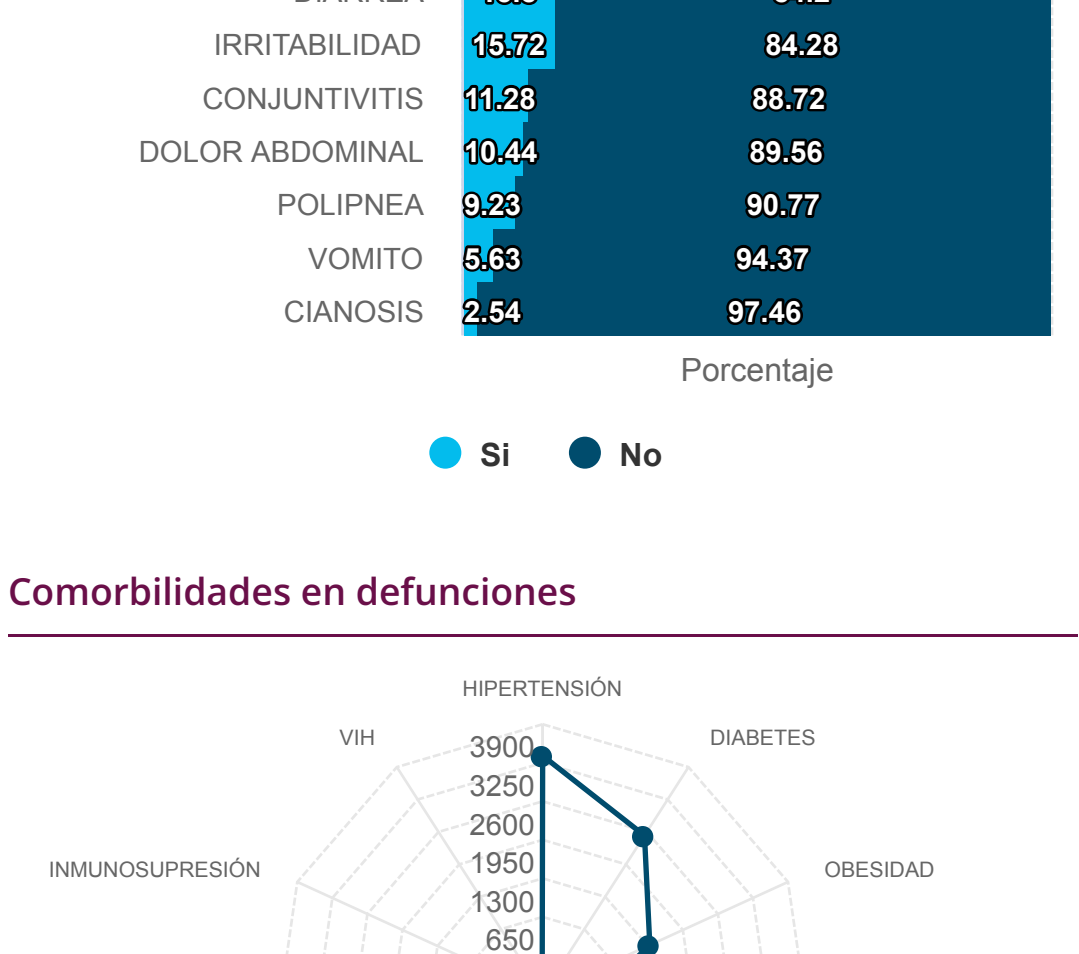 IRRITABILIDAD 15.72 84.28
CONJUNTIVITIS 11.28 88.72
DOLOR ABDOMINAL 10.44 89.56
POLIPNEA 9.23 90.77
VOMITO 5.63 94.37
CIANOSIS 2.54 97.46
Porcentaje
Si No
Comorbilidades en defunciones
HIPERTENSIÓN
VIH DIABETES
3900
3250
2600
1950
INMUNOSUPRESIÓN OBESIDAD
1300
650